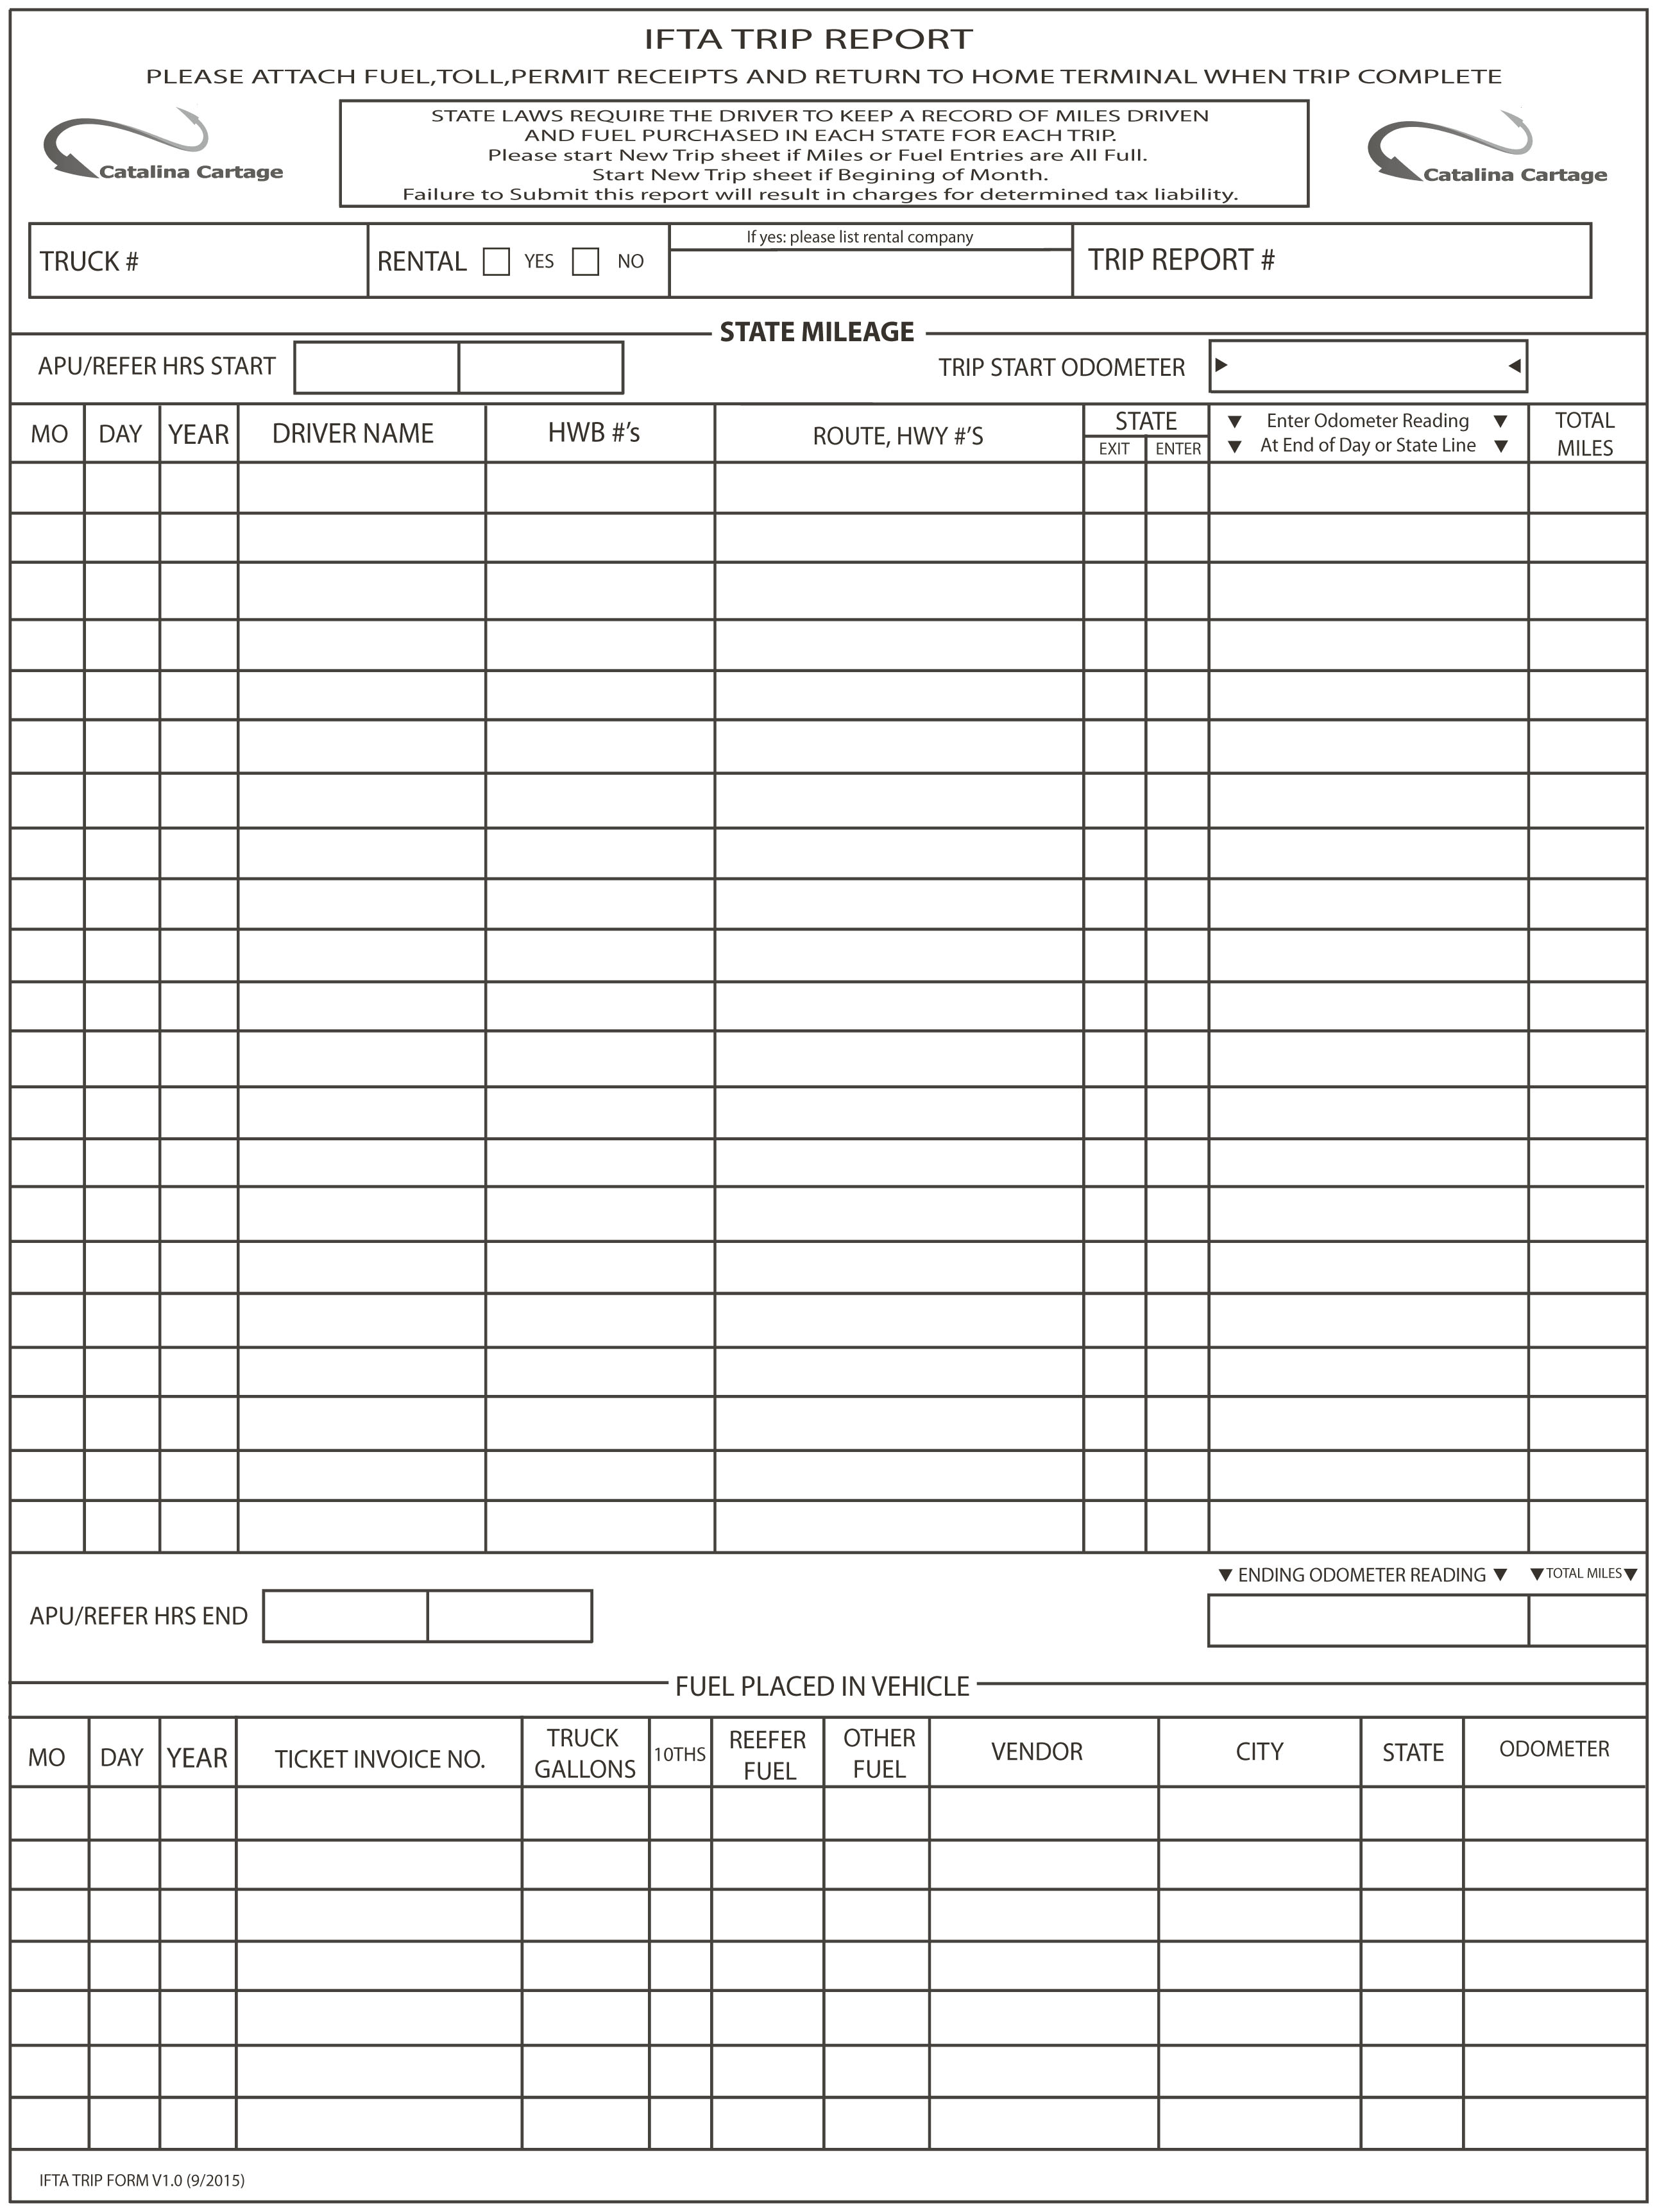 IFTA TRIP REPORT
PLEASE ATTACH FUEL,TOLL,PERMIT RECEIPTS AND RETURN TO HOME TERMINAL WHEN TRIP COMPLETE
Catalina Cartage
STATE LAWS REQUIRE THE DRIVER TO KEEP A RECORD OF MILES DRIVEN
AND FUEL PURCHASED IN EACH STATE FOR EACH TRIP.
Please start New Trip sheet if Miles or Fuel Entries are All Full.
Start New Trip sheet if Begining of Month.
Failure to Submit this report will result in charges for determined tax liability.
Catalina Cartage
TRUCK #
RENTAL YES NO
If yes: please list rental company
TRIP REPORT #
STATE MILEAGE
APU/REFER HRS START
TRIP START ODOMETER ▶ ◀
MO
DAY
YEAR
DRIVER NAME
HWB #’s
ROUTE, HWY #’S
STATE
EXIT
ENTER
▼ Enter Odometer Reading ▼
▼ At End of Day or State Line ▼
TOTAL
MILES
▼ ENDING ODOMETER READING ▼
▼TOTAL MILES▼
APU/REFER HRS END
FUEL PLACED IN VEHICLE
MO
DAY
YEAR
TICKET INVOICE NO.
TRUCK
GALLONS
10THS
REEFER
FUEL
OTHER
FUEL
VENDOR
CITY
STATE
ODOMETER
IFTA TRIP FORM V1.0 (9/2015)